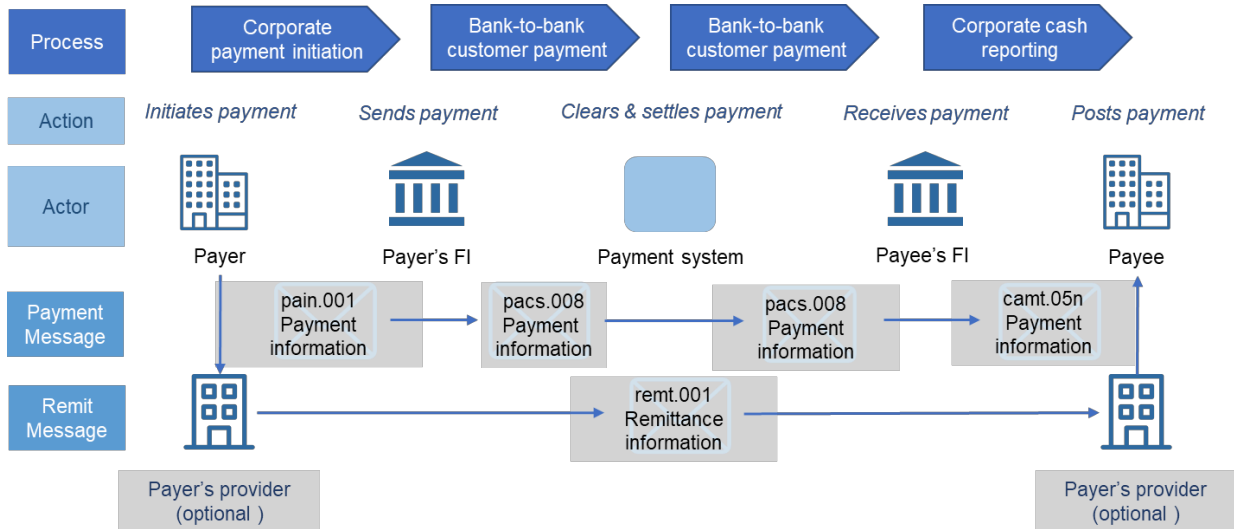 Process
Corporate
payment initiation
Bank-to-bank
customer payment
Bank-to-bank
customer payment
Corporate cash
reporting
Action
Initiates payment
Sends payment
Clears & settles payment
Receives payment
Posts payment
Actor
Payer
Payer's FI
Payment system
Payee's FI
Payee
Payment
Message
pain.001
Payment
information
pacs.008
Payment
information
pacs.008
Payment
information
camt.05n
Payment
information
Remit
Message
remt.001
Remittance
information
Payer's provider
(optional )
Payer's provider
(optional )